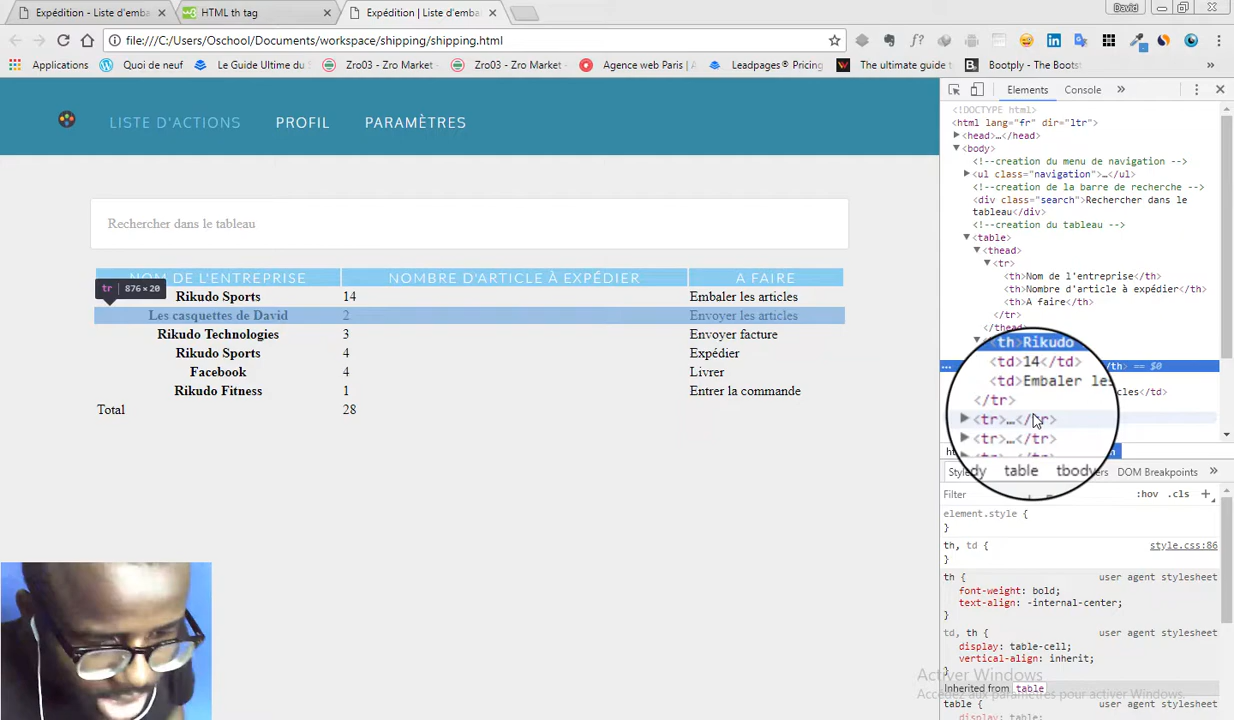 Expédition - Liste d'emba
HTML th tag
Expédition | Liste d'emba
David
file:///C:/Users/Oschool/Documents/workspace/shipping/shipping.html
Applications
Quoi de neuf
Le Guide Ultime du
Zro03 - Zro Market -
Zro03 - Zro Market -
Agence web Paris |
Leadpages® Pricing
The ultimate guide
Bootply - The Boots
»
LISTE D'ACTIONS
PROFIL
PARAMÈTRES
Rechercher dans le tableau
NOM DE L'ENTREPRISE NOMBRE D'ARTICLE À EXPÉDIER A FAIRE
tr 876×20
Rikudo Sports 14 Embaler les articles
Les casquettes de David 2 Envoyer les articles
Rikudo Technologies 3 Envoyer facture
Rikudo Sports 4 Expédier
Facebook 4 Livrer
Rikudo Fitness 1 Entrer la commande
Total 28
Elements Console »
<!DOCTYPE html>
<html lang="fr" dir="ltr">
<head>…</head>
<body>
<!--creation du menu de navigation -->
<ul class="navigation">…</ul>
<!--creation de la barre de recherche -->
<div class="search">Rechercher dans le
tableau</div>
<!--creation du tableau -->
<table>
<thead>
<tr>
<th>Nom de l'entreprise</th>
<th>Nombre d'article à expédier</th>
<th>A faire</th>
</tr>
</thead>
<th>Rikudo
… /th> == $0
<td>14</td>
<td>Embaler les
cles</td>
</tr>
<tr>…</tr>
<tr>…</tr>
table tbody
DOM Breakpoints »
Filter :hov .cls +
element.style {
}
th, td { style.css:86
}
th { user agent stylesheet
font-weight: bold;
text-align: -internal-center;
}
td, th { user agent stylesheet
display: table-cell;
vertical-align: inherit;
}
Activer Windows
Accédez aux paramètres pour activer Windows.
Inherited from table
table { user agent stylesheet
display: table;